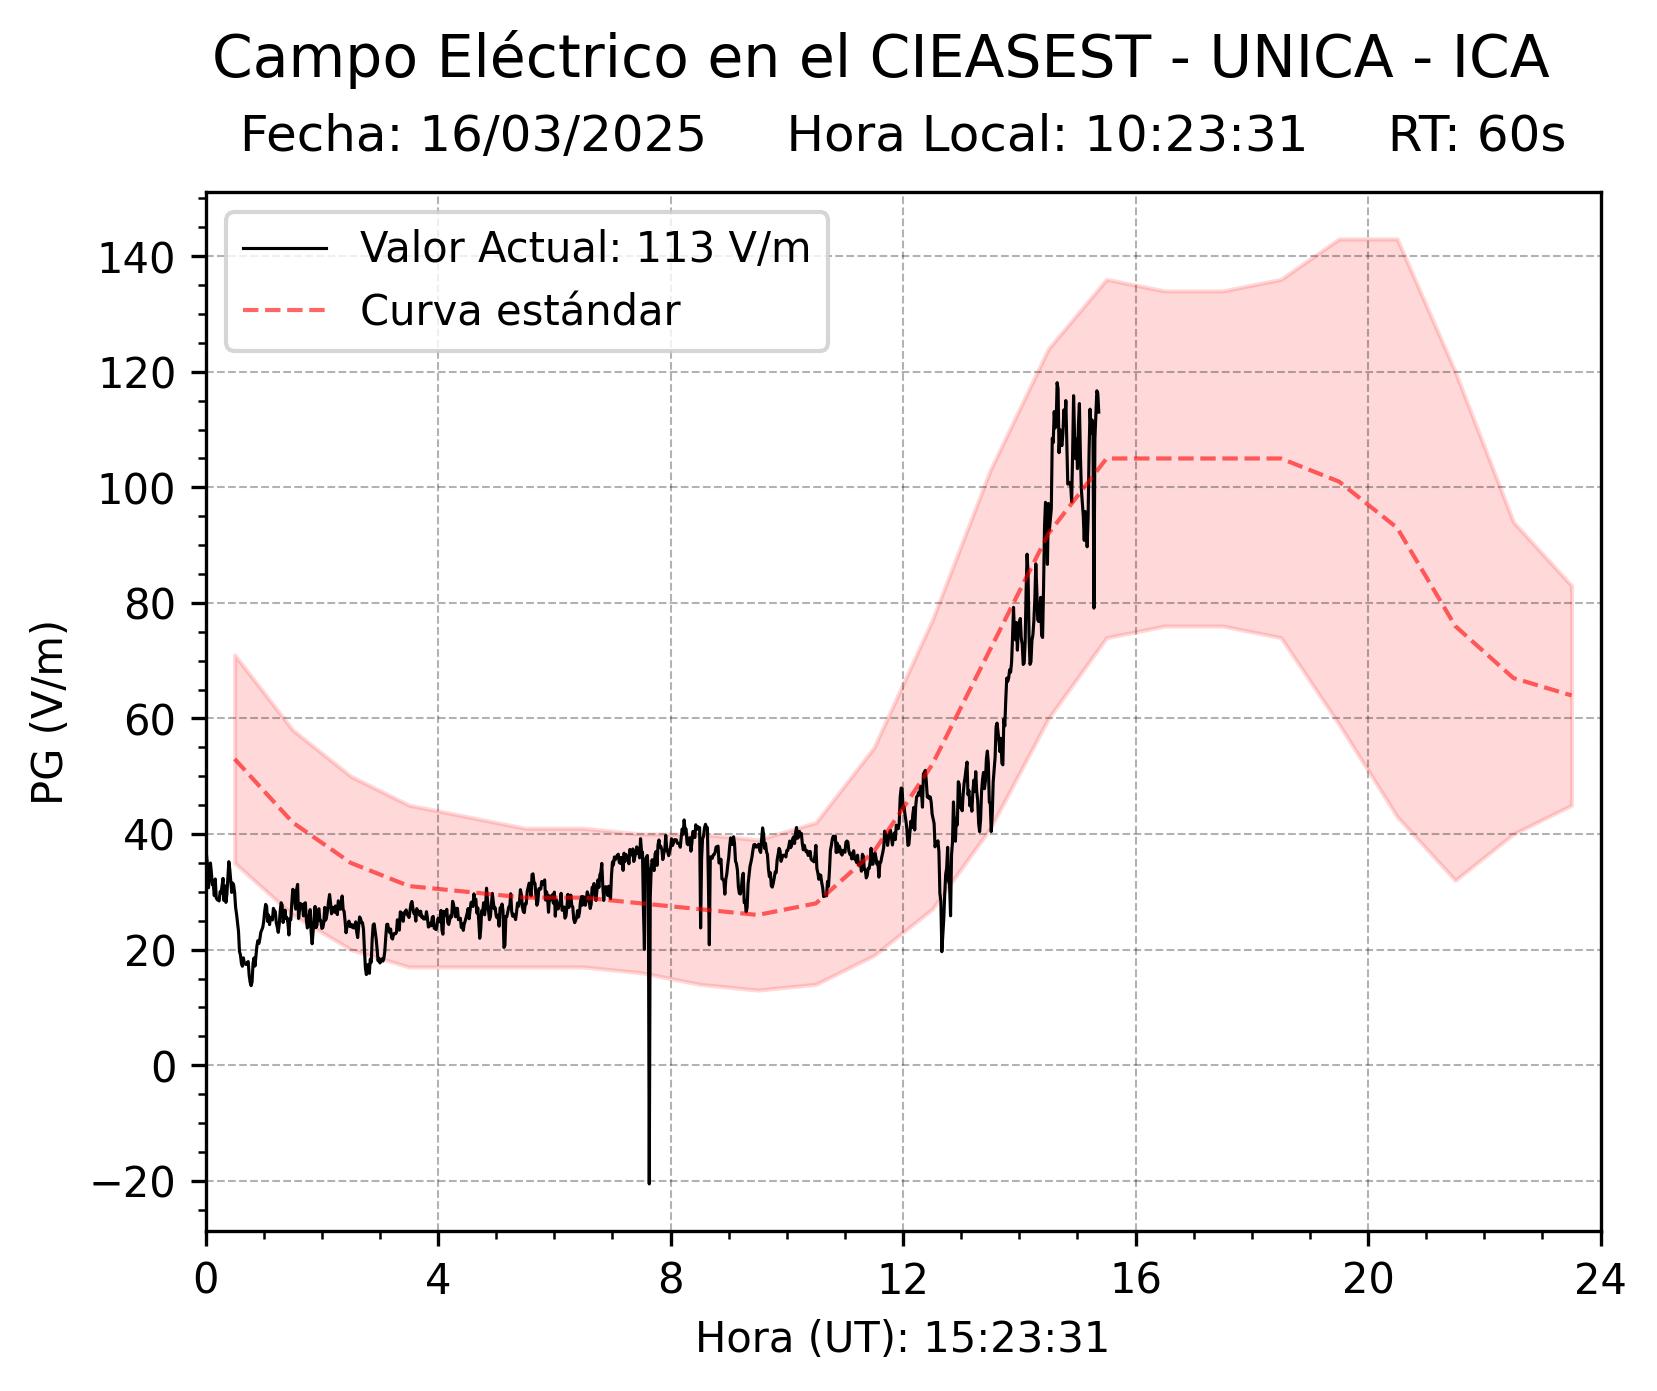 Campo Eléctrico en el CIEASEST - UNICA - ICA
Fecha: 16/03/2025 Hora Local: 10:23:31 RT: 60s
Valor Actual: 113 V/m
Curva estándar
PG (V/m)
140
120
100
80
60
40
20
0
−20
0 4 8 12 16 20 24
Hora (UT): 15:23:31